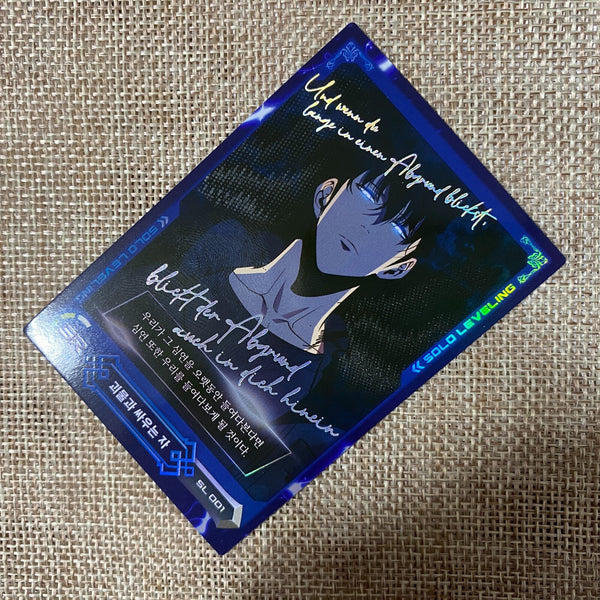 Und wenn du
lange in einen Abgrund blickst,
blickt der Abgrund
auch in dich hinein
우리가 그 심연을 오랫동안 들여다본다면
심연 또한 우리를 들여다보게 될 것이다.
괴물과 싸우는 자
SL 001
SOLO LEVELING
SOLO LEVELING